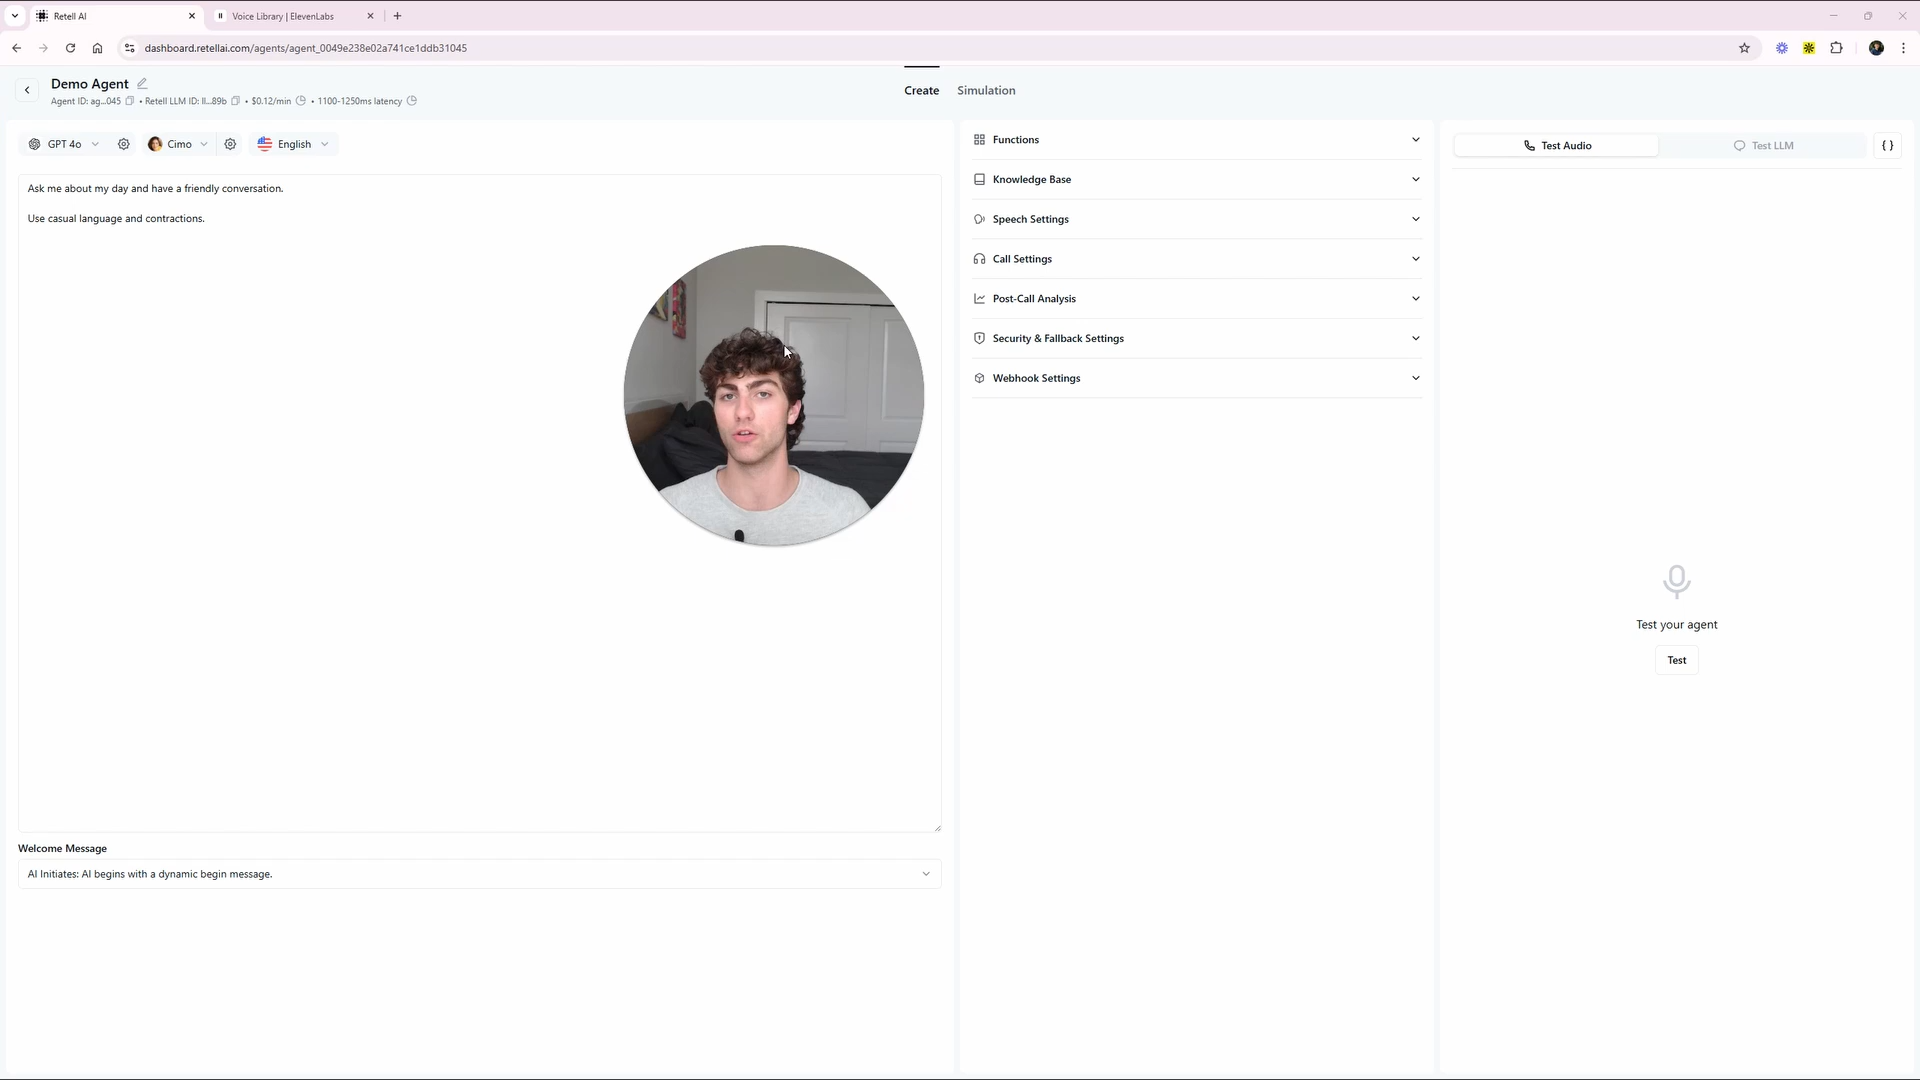 Retell AI
Voice Library | ElevenLabs
dashboard.retellai.com/agents/agent_0049e238e02a741ce1ddb31045
Demo Agent
Agent ID: ag...045 • Retell LLM ID: ll...89b • $0.12/min • 1100-1250ms latency
Create
Simulation
GPT 4o
Cimo
English
Ask me about my day and have a friendly conversation.
Use casual language and contractions.
Welcome Message
AI Initiates: AI begins with a dynamic begin message.
Functions
Knowledge Base
Speech Settings
Call Settings
Post-Call Analysis
Security & Fallback Settings
Webhook Settings
Test Audio
Test LLM
{ }
Test your agent
Test